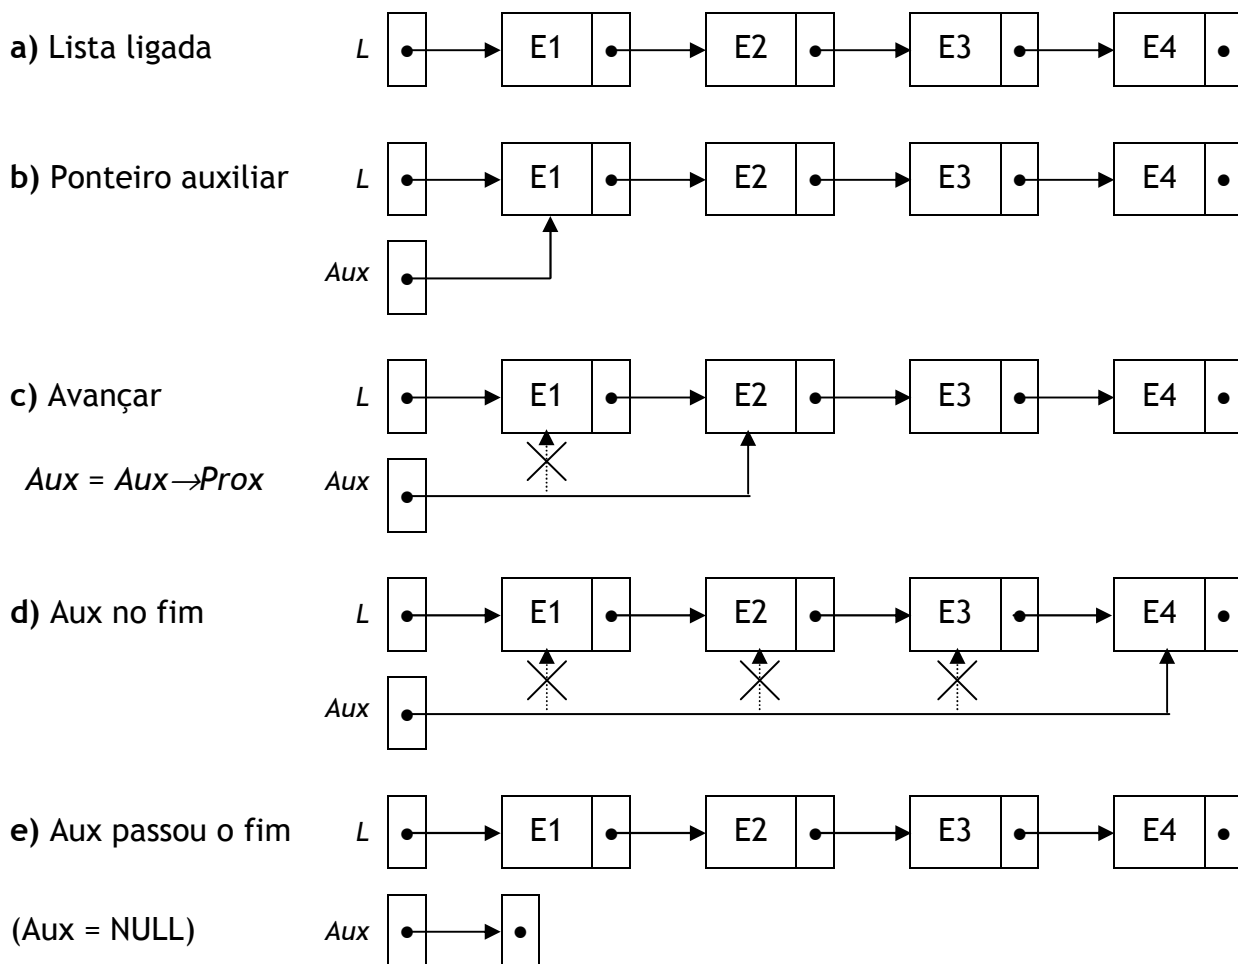 a) Lista ligada L E1 E2 E3 E4
b) Ponteiro auxiliar L E1 E2 E3 E4
Aux
c) Avançar L E1 E2 E3 E4
Aux = Aux→Prox Aux
d) Aux no fim L E1 E2 E3 E4
Aux
e) Aux passou o fim L E1 E2 E3 E4
(Aux = NULL) Aux